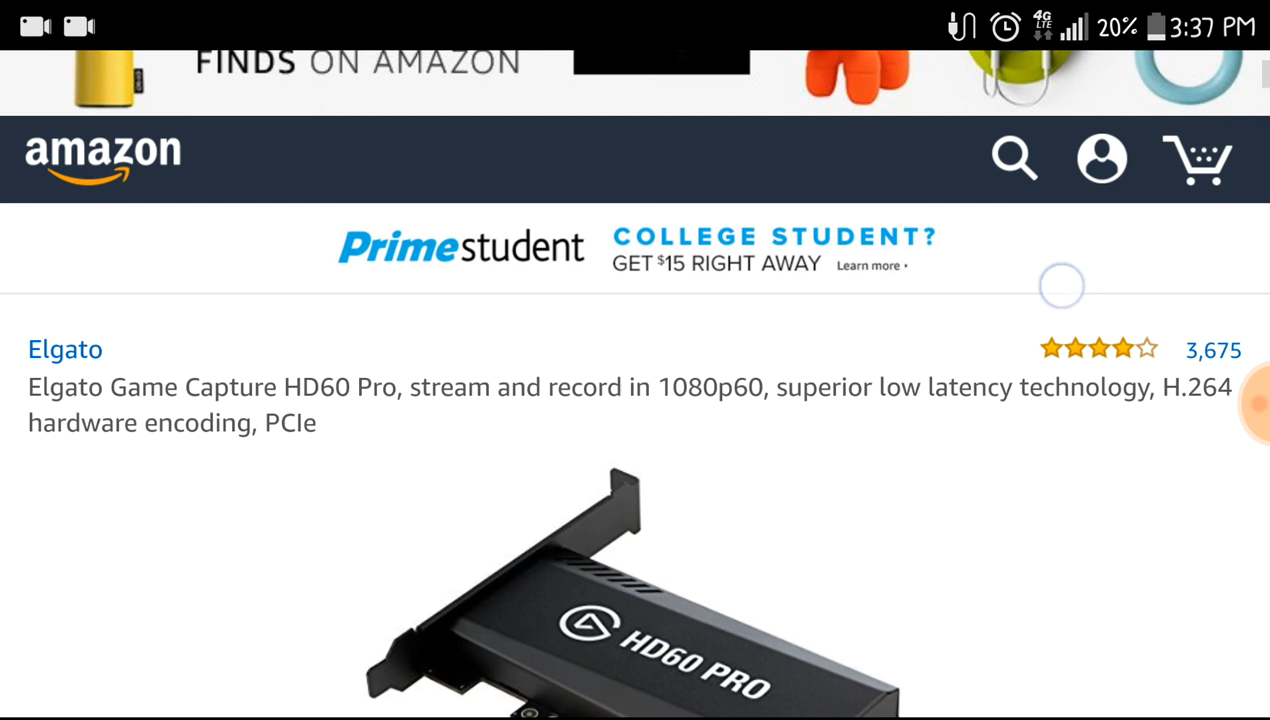 4G
LTE
20% 3:37 PM
FINDS ON AMAZON
amazon
Primestudent
COLLEGE STUDENT?
GET $15 RIGHT AWAY Learn more ›
Elgato
3,675
Elgato Game Capture HD60 Pro, stream and record in 1080p60, superior low latency technology, H.264
hardware encoding, PCIe
HD60 PRO